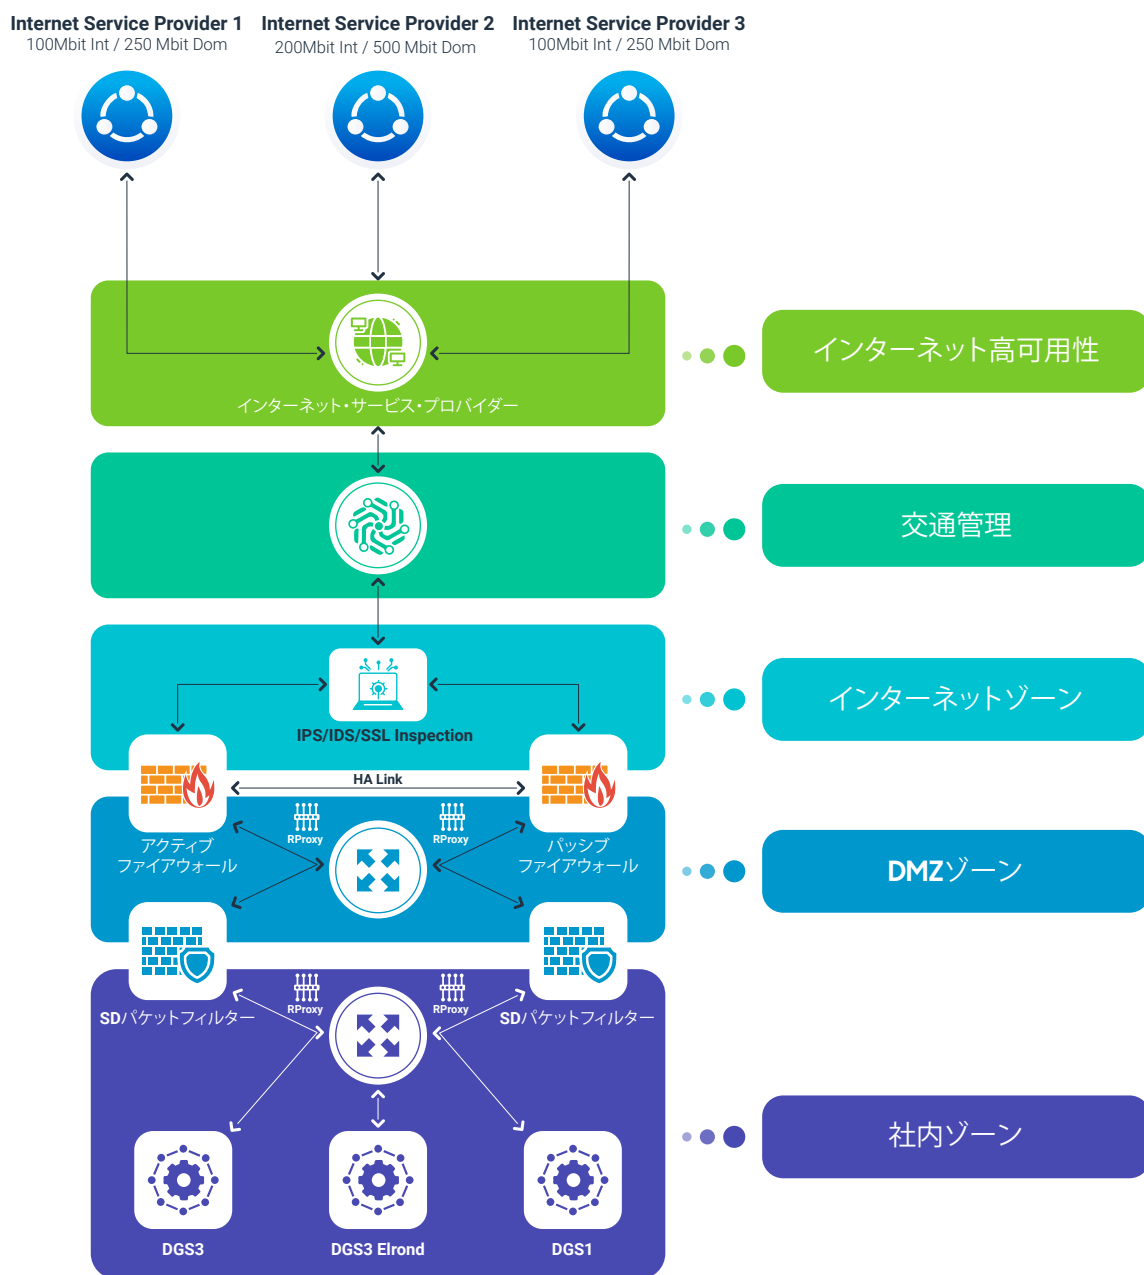 Internet Service Provider 1
100Mbit Int / 250 Mbit Dom
Internet Service Provider 2
200Mbit Int / 500 Mbit Dom
Internet Service Provider 3
100Mbit Int / 250 Mbit Dom
インターネット・サービス・プロバイダー
インターネット高可用性
交通管理
IPS/IDS/SSL Inspection
インターネットゾーン
HA Link
RProxy
RProxy
アクティブ
ファイアウォール
パッシブ
ファイアウォール
DMZゾーン
RProxy
RProxy
SDパケットフィルター
SDパケットフィルター
社内ゾーン
DGS3
DGS3 Elrond
DGS1